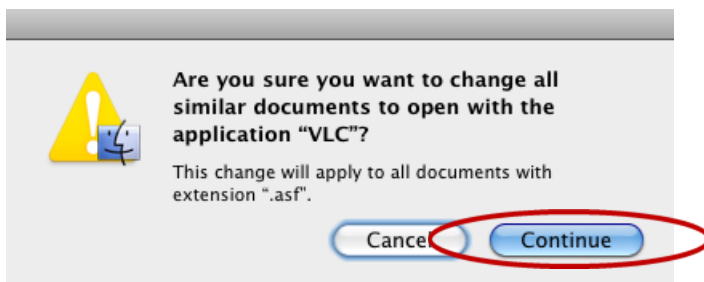 Are you sure you want to change all
similar documents to open with the
application “VLC”?
This change will apply to all documents with
extension “.asf”.
Cancel
Continue